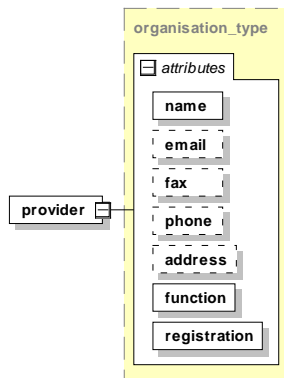 organisation_type
attributes
name
email
fax
phone
provider
address
function
registration